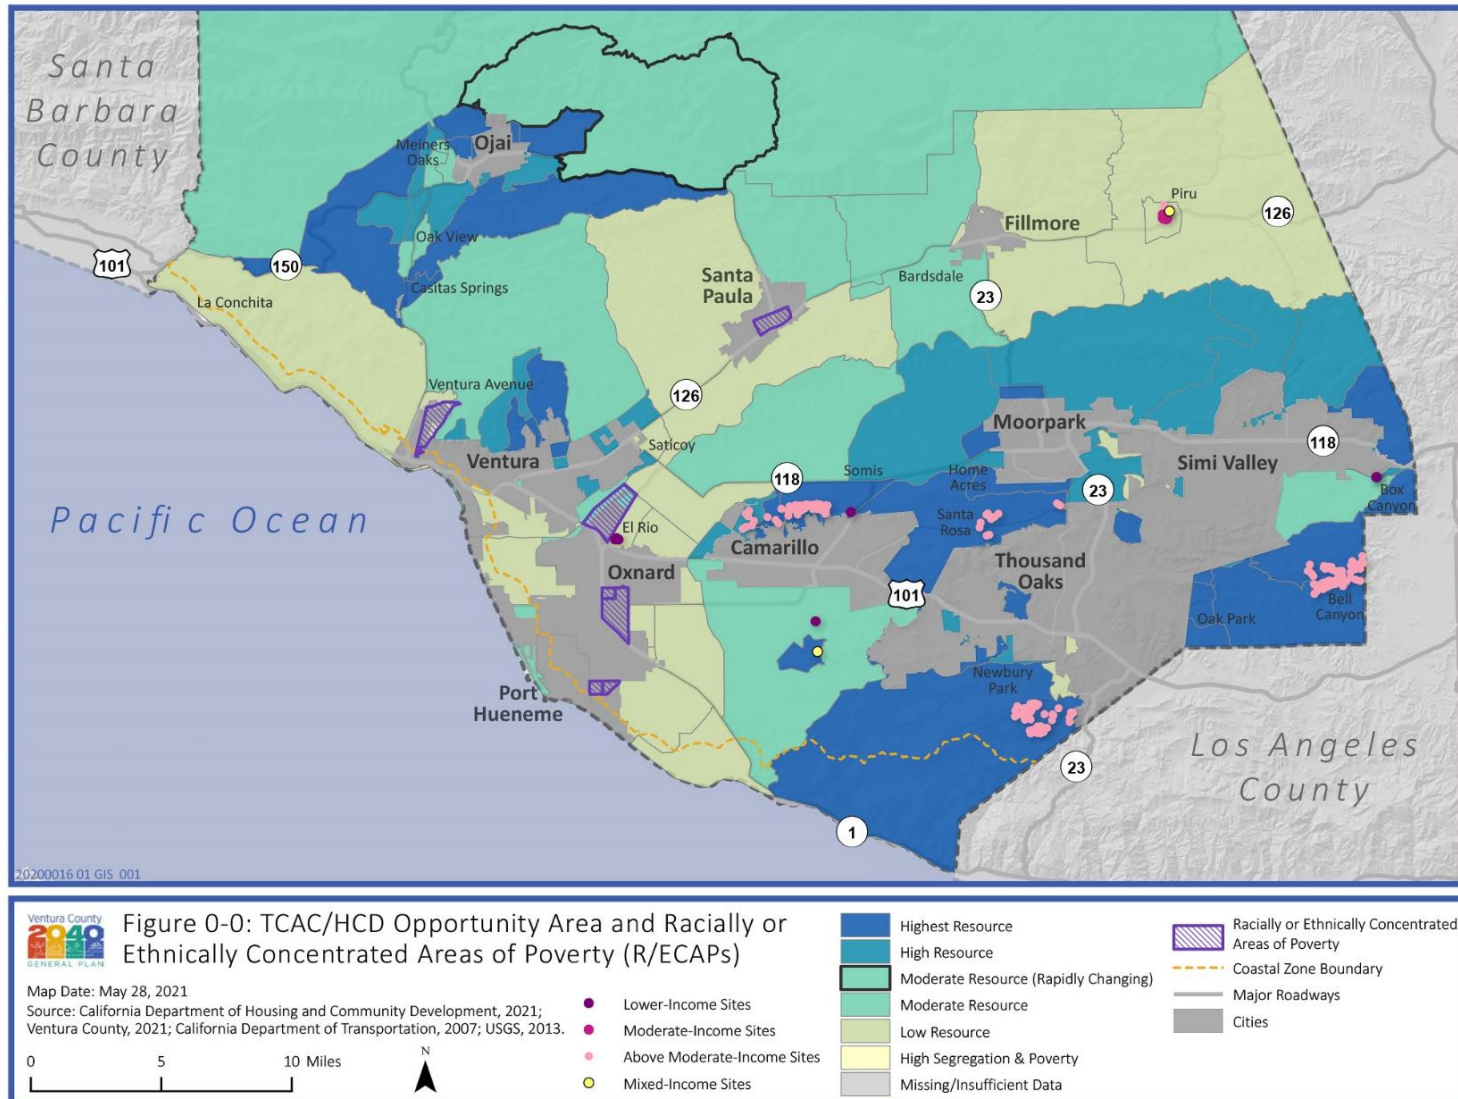 Santa
Barbara
County
Meiners
Oaks
Ojai
Piru
126
Fillmore
Oak View
101
150
Santa
Paula
Bardsdale
23
La Conchita
Casitas Springs
Ventura Avenue
126
Moorpark
118
Ventura
Saticoy
Simi Valley
118
Somis
Home
Acres
23
Box
Canyon
Pacific Ocean
El Rio
Santa
Rosa
Camarillo
Oxnard
Thousand
Oaks
101
Bell
Canyon
Oak Park
Newbury
Park
Port
Hueneme
Los Angeles
County
23
1
20200016 01 GIS 001
Ventura County
2040
GENERAL PLAN
Figure 0-0: TCAC/HCD Opportunity Area and Racially or
Ethnically Concentrated Areas of Poverty (R/ECAPs)
Map Date: May 28, 2021
Source: California Department of Housing and Community Development, 2021;
Ventura County, 2021; California Department of Transportation, 2007; USGS, 2013.
0 5 10 Miles
N
Lower-Income Sites
Moderate-Income Sites
Above Moderate-Income Sites
Mixed-Income Sites
Highest Resource
High Resource
Moderate Resource (Rapidly Changing)
Moderate Resource
Low Resource
High Segregation & Poverty
Missing/Insufficient Data
Racially or Ethnically Concentrated
Areas of Poverty
Coastal Zone Boundary
Major Roadways
Cities